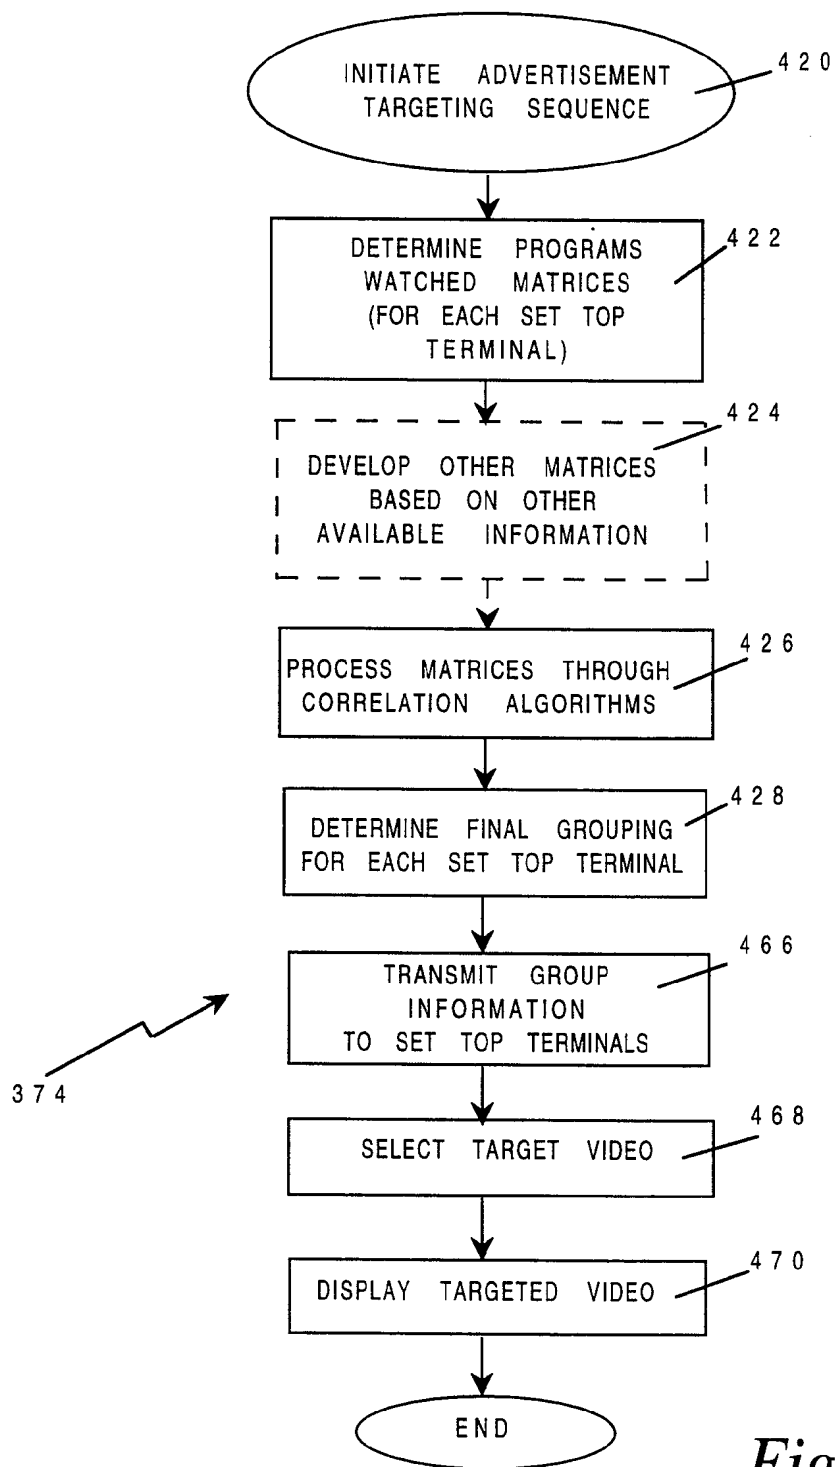 INITIATE ADVERTISEMENT
TARGETING SEQUENCE
420
DETERMINE PROGRAMS
WATCHED MATRICES
(FOR EACH SET TOP
TERMINAL)
422
424
DEVELOP OTHER MATRICES
BASED ON OTHER
AVAILABLE INFORMATION
426
PROCESS MATRICES THROUGH
CORRELATION ALGORITHMS
428
DETERMINE FINAL GROUPING
FOR EACH SET TOP TERMINAL
466
TRANSMIT GROUP
INFORMATION
TO SET TOP TERMINALS
374
468
SELECT TARGET VIDEO
470
DISPLAY TARGETED VIDEO
END
Fig